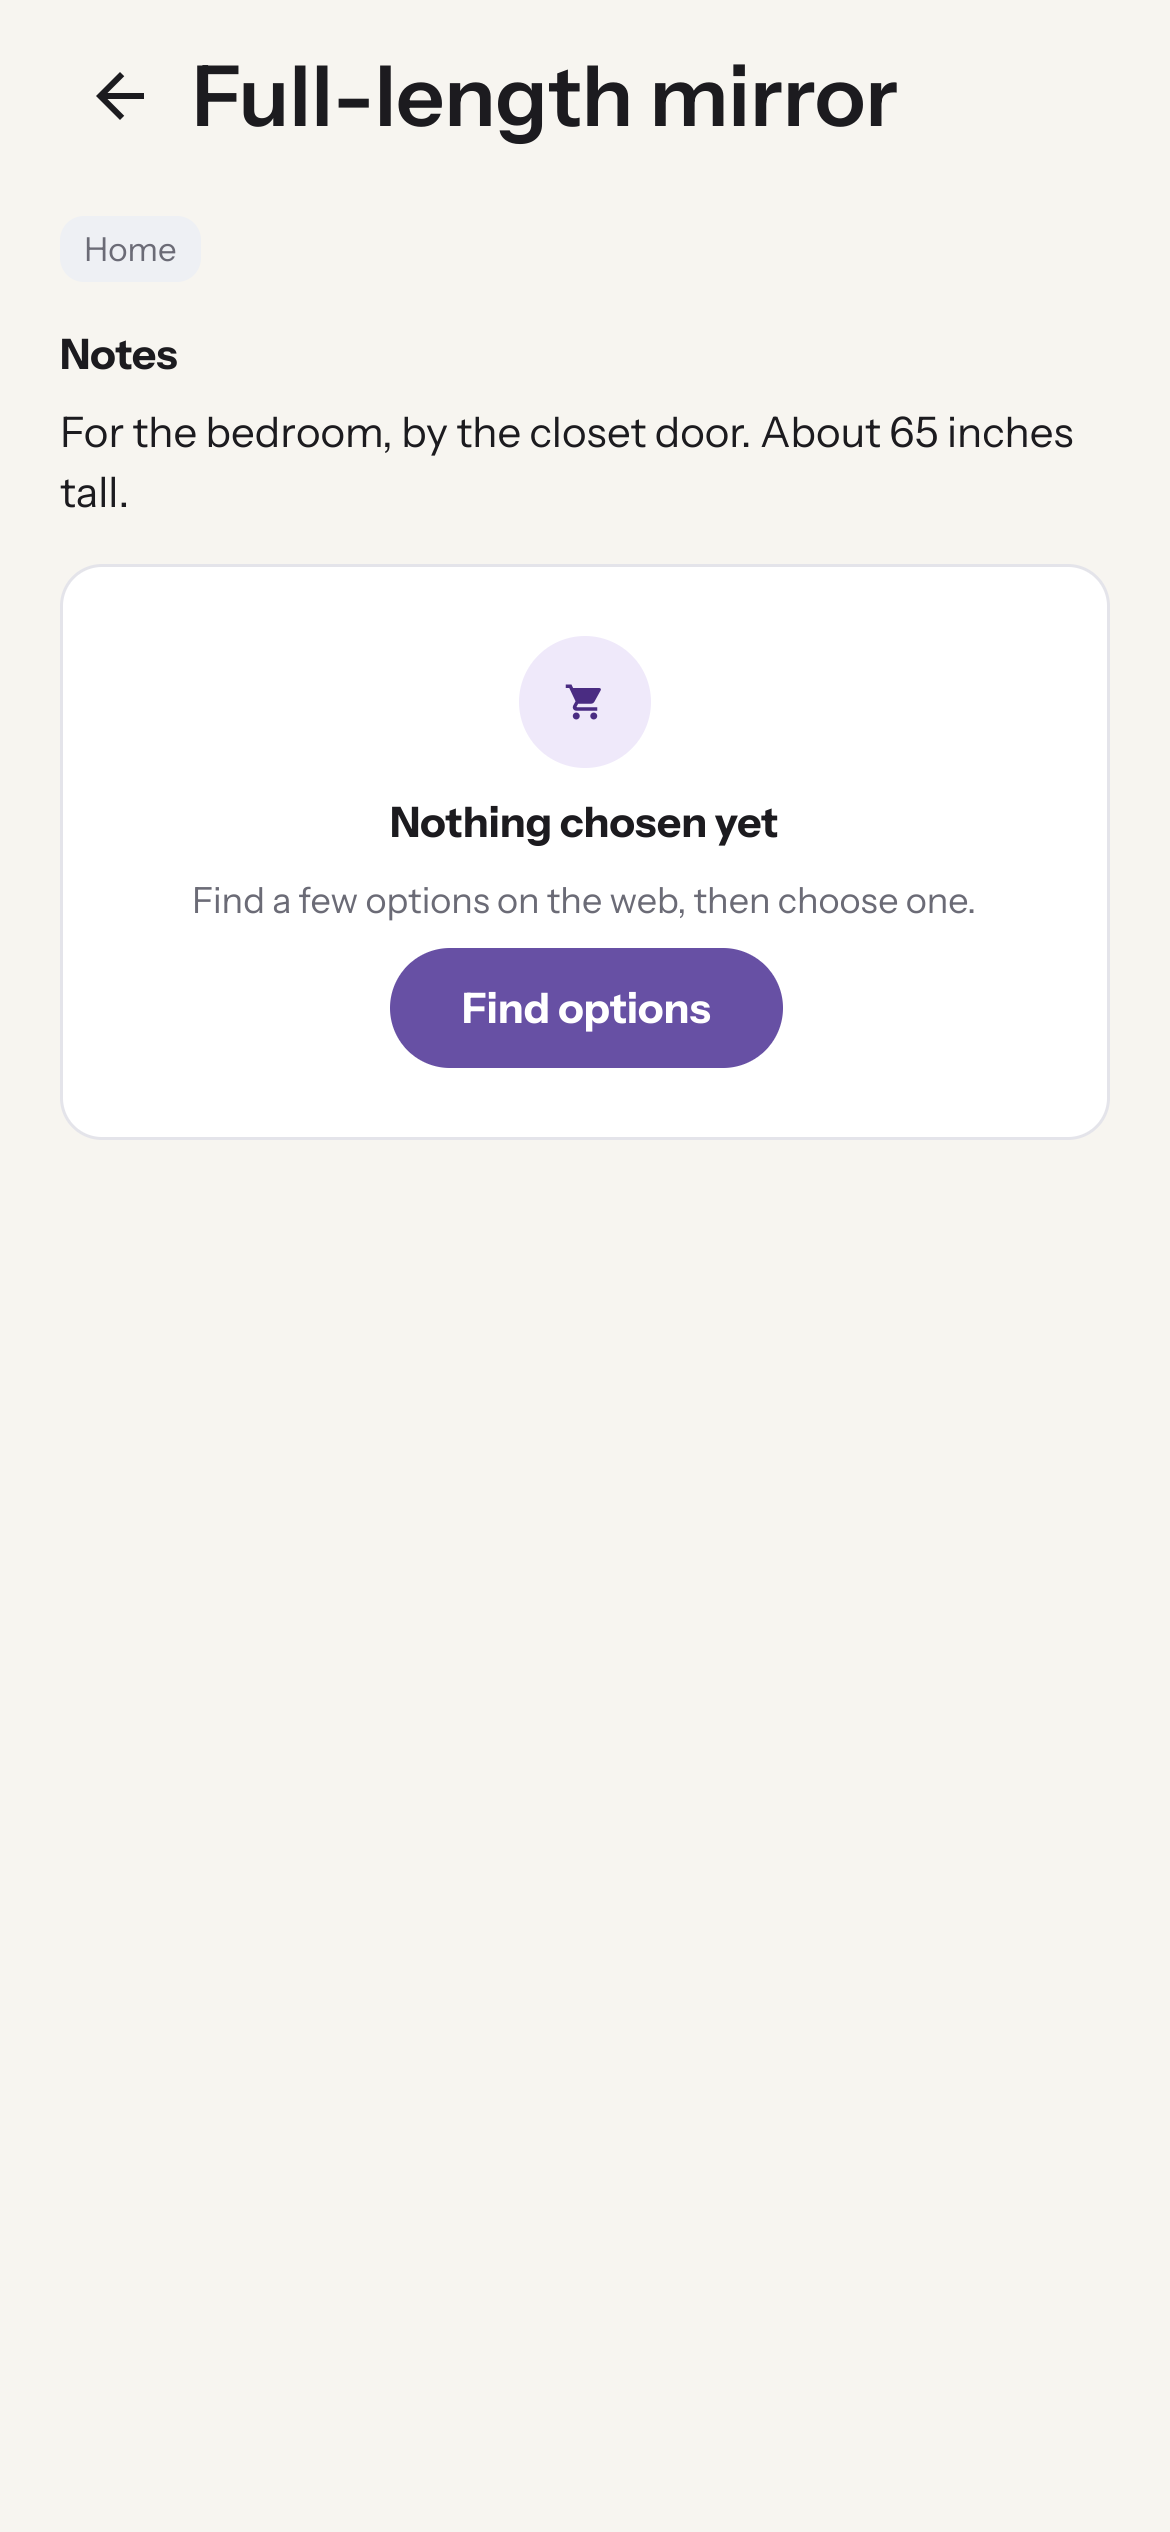 Full-length mirror
Home
Notes
For the bedroom, by the closet door. About 65 inches
tall.
Nothing chosen yet
Find a few options on the web, then choose one.
Find options